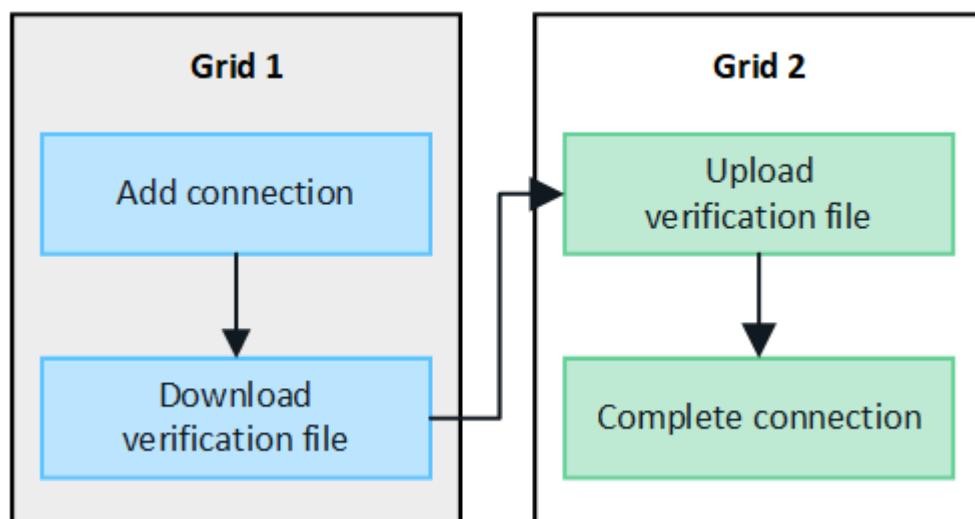 Grid 1
Add connection
Download
verification file
Grid 2
Upload
verification file
Complete connection